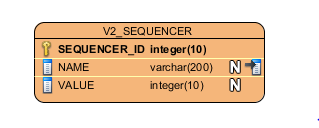 V2_SEQUENCER
SEQUENCER_ID integer(10)
NAME varchar(200) N
VALUE integer(10) N